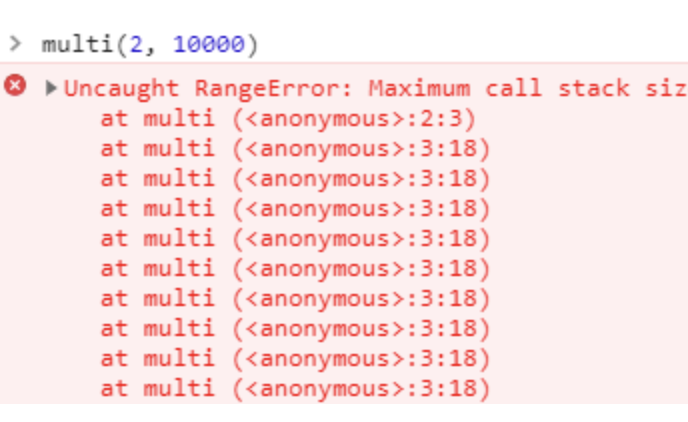 > multi(2, 10000)
▶Uncaught RangeError: Maximum call stack siz
at multi (<anonymous>:2:3)
at multi (<anonymous>:3:18)
at multi (<anonymous>:3:18)
at multi (<anonymous>:3:18)
at multi (<anonymous>:3:18)
at multi (<anonymous>:3:18)
at multi (<anonymous>:3:18)
at multi (<anonymous>:3:18)
at multi (<anonymous>:3:18)
at multi (<anonymous>:3:18)